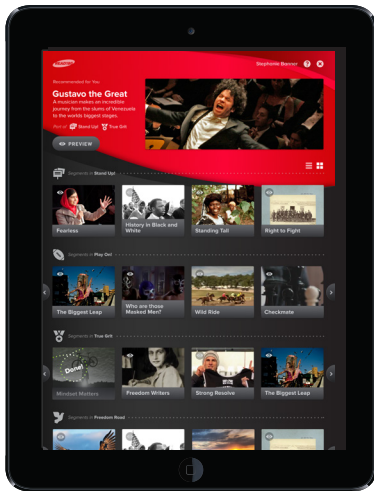 Stephanie Banner
Recommended for You
Gustavo the Great
A musician makes an incredible
journey from the slums of Venezuela
to the worlds biggest stages.
Part of Stand Up! True Grit
PREVIEW
Segments in Stand Up!
Fearless
History in Black and
White
Standing Tall
Right to Fight
Segments in Play On!
The Biggest Leap
Who are those
Masked Men?
Wild Ride
Checkmate
Segments in True Grit
Done!
Mindset Matters
Freedom Writers
Strong Resolve
The Biggest Leap
Segments in Freedom Road